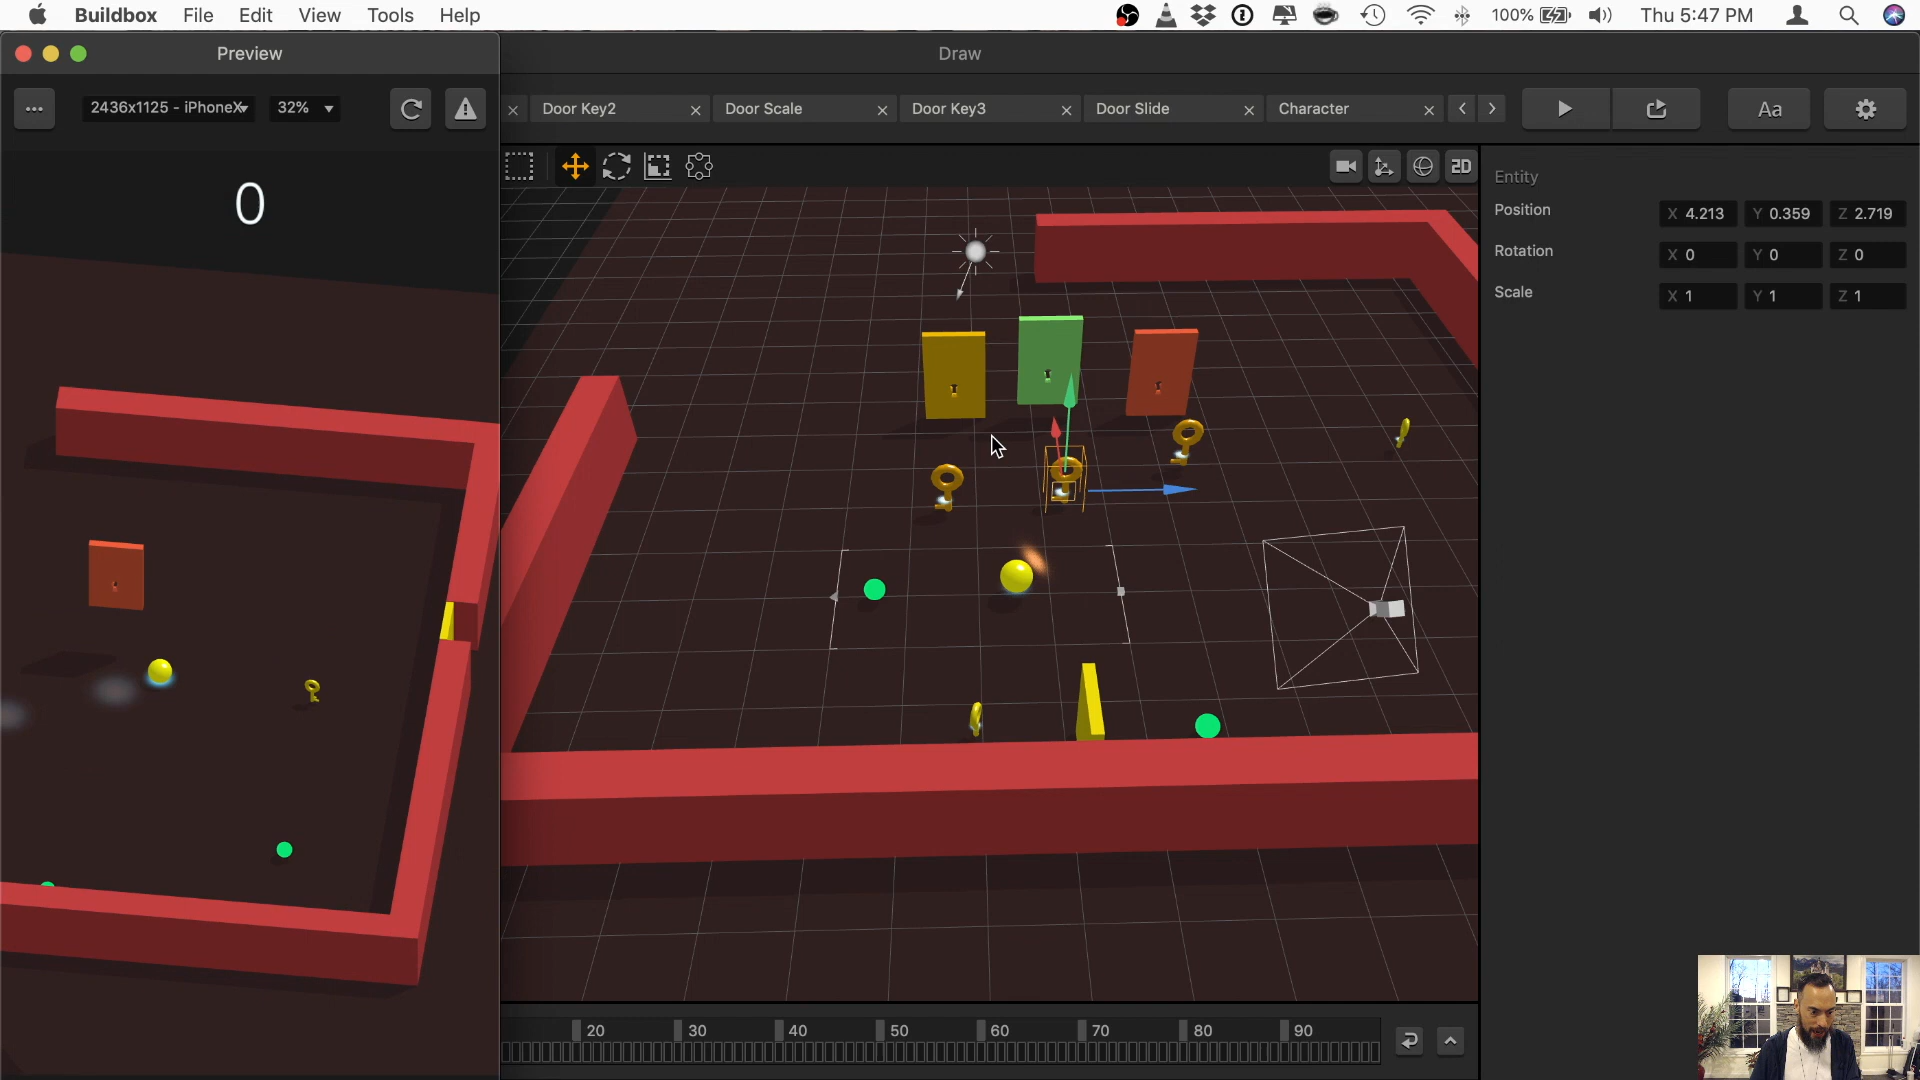 Buildbox File Edit View Tools Help 100% Thu 5:47 PM
Preview Draw
... 2436x1125 - iPhoneX 32% Door Key2 Door Scale Door Key3 Door Slide Character Aa
2D
0
Entity
Position X 4.213 Y 0.359 Z 2.719
Rotation X 0 Y 0 Z 0
Scale X 1 Y 1 Z 1
20 30 40 50 60 70 80 90